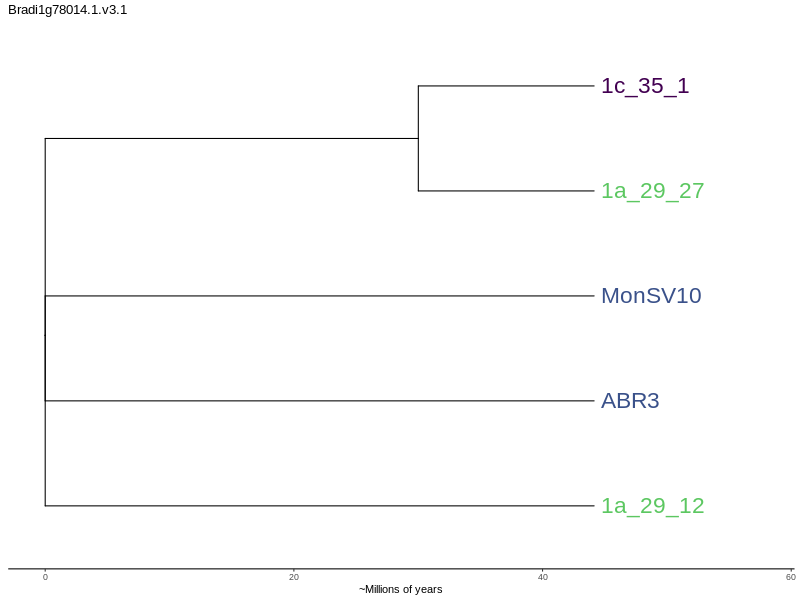 Bradi1g78014.1.v3.1
1c_35_1
1a_29_27
MonSV10
ABR3
1a_29_12
0 20 40 60
~Millions of years